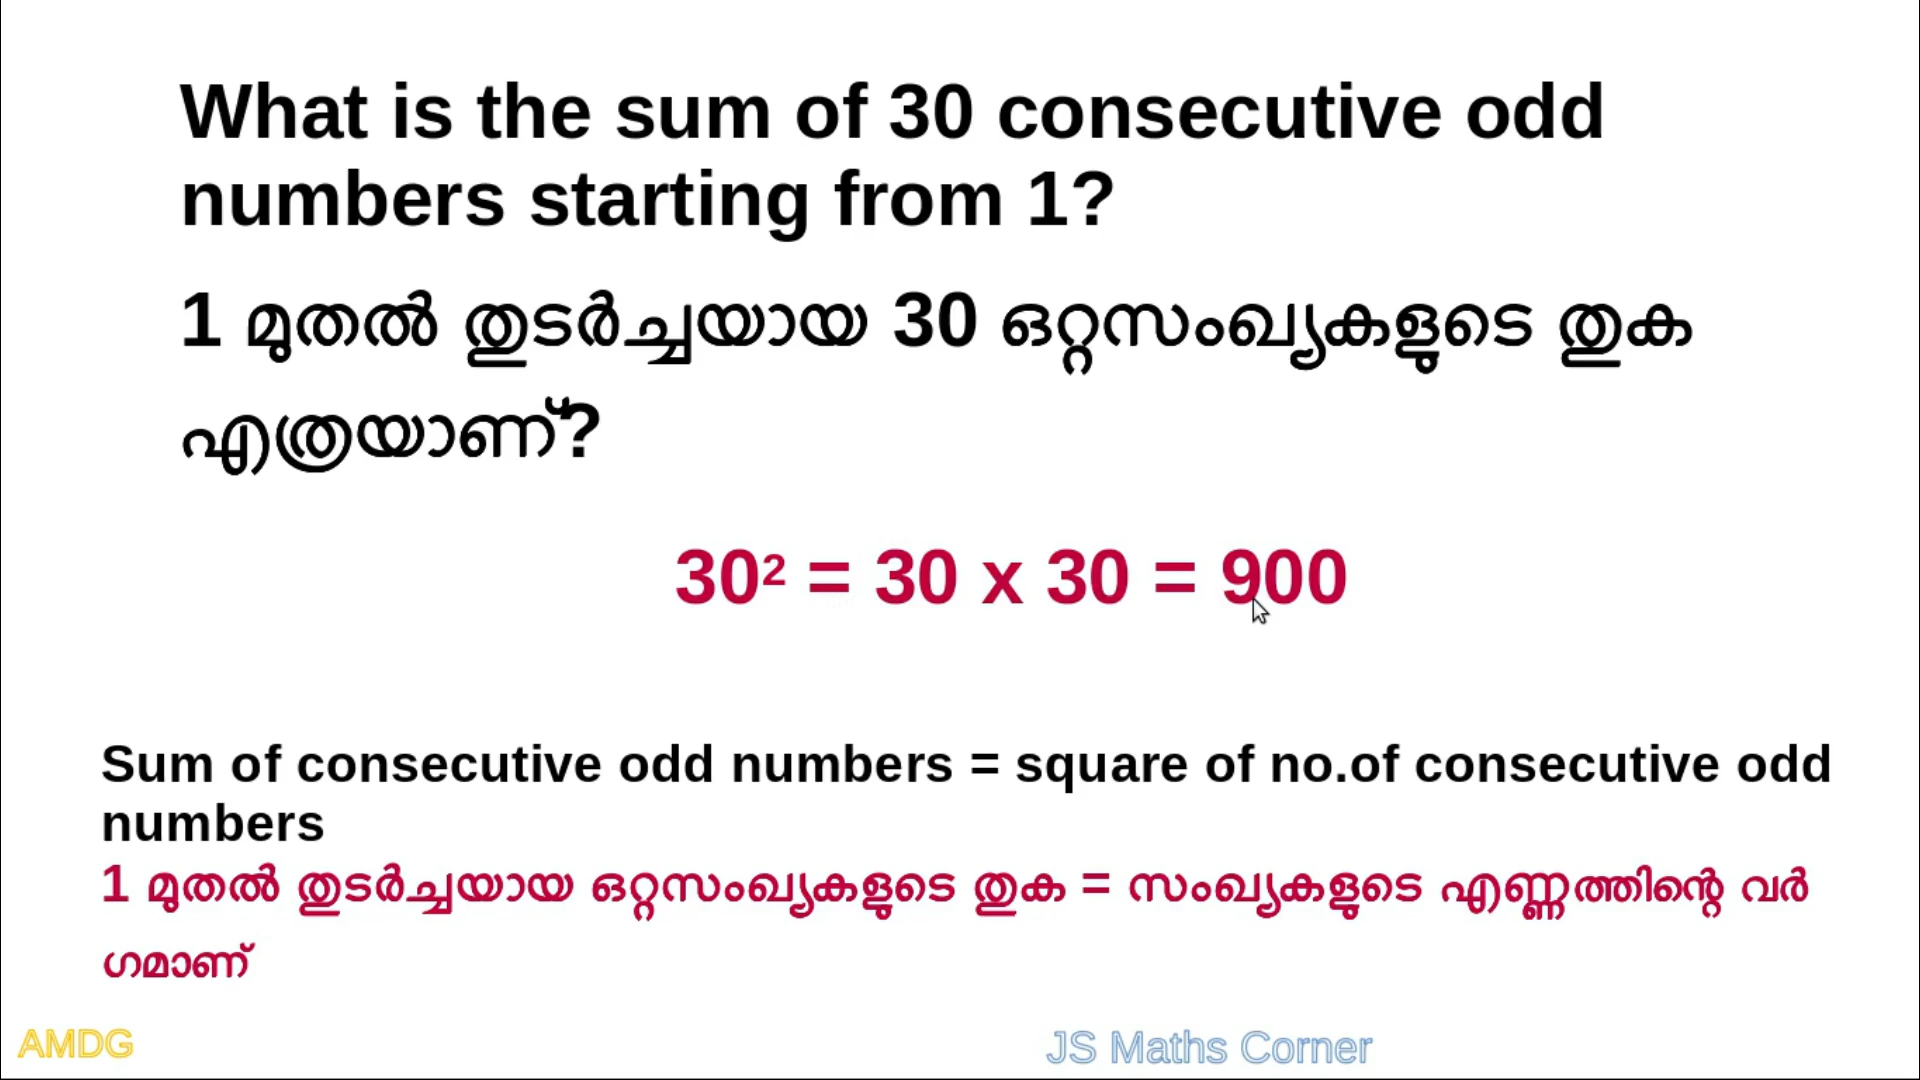 What is the sum of 30 consecutive odd
numbers starting from 1?
1 മുതൽ തുടർച്ചയായ 30 ഒറ്റസംഖ്യകളുടെ തുക
എത്രയാണ്?
30² = 30 x 30 = 900
Sum of consecutive odd numbers = square of no.of consecutive odd
numbers
1 മുതൽ തുടർച്ചയായ ഒറ്റസംഖ്യകളുടെ തുക = സംഖ്യകളുടെ എണ്ണത്തിന്റെ വർ
ഗമാണ്
AMDG
JS Maths Corner